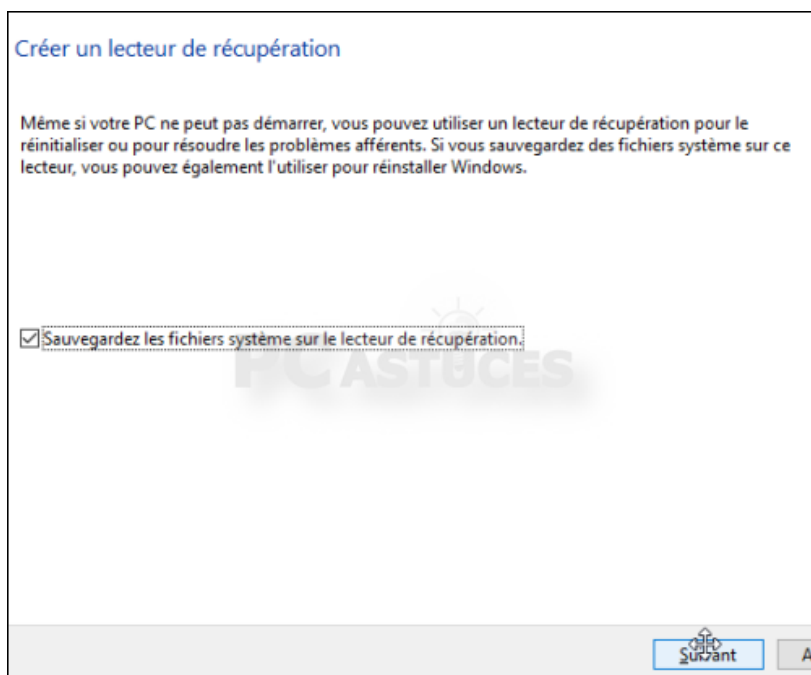 Créer un lecteur de récupération
Même si votre PC ne peut pas démarrer, vous pouvez utiliser un lecteur de récupération pour le
réinitialiser ou pour résoudre les problèmes afférents. Si vous sauvegardez des fichiers système sur ce
lecteur, vous pouvez également l'utiliser pour réinstaller Windows.
Sauvegardez les fichiers système sur le lecteur de récupération.
PC ASTUCES
Suivant A